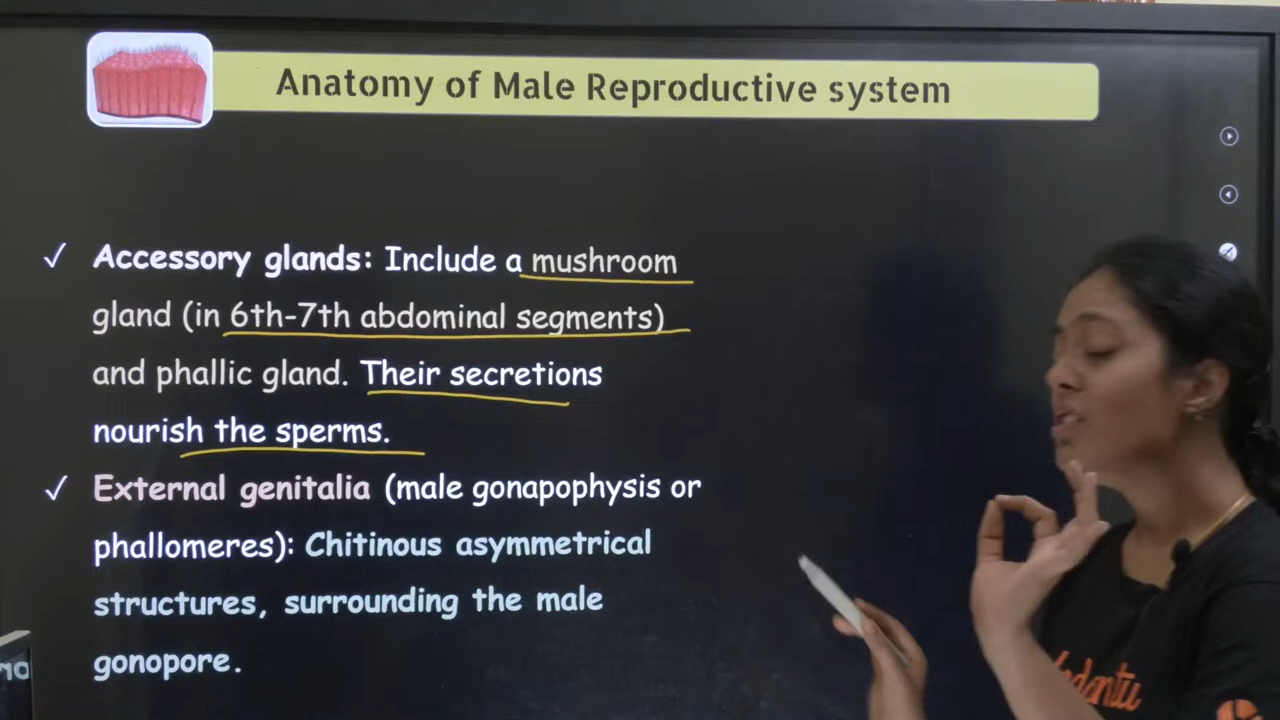 Anatomy of Male Reproductive system
✓ Accessory glands: Include a mushroom
gland (in 6th-7th abdominal segments)
and phallic gland. Their secretions
nourish the sperms.
✓ External genitalia (male gonapophysis or
phallomeres): Chitinous asymmetrical
structures, surrounding the male
gonopore.